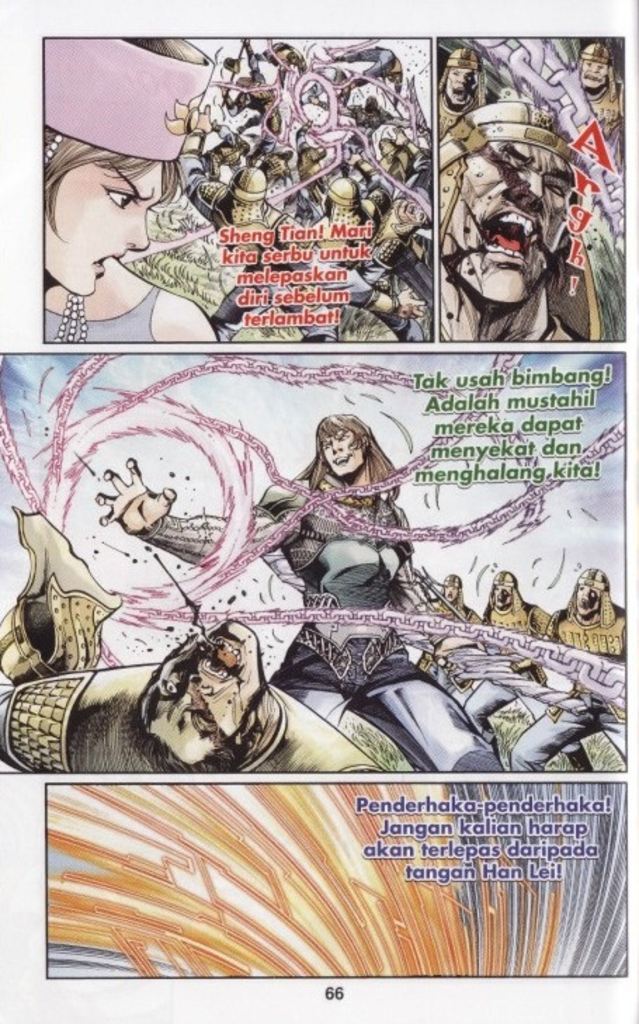 Sheng Tian! Mari
kita serbu untuk
melepaskan
diri sebelum
terlambat!
Argh!
Tak usah bimbang!
Adalah mustahil
mereka dapat
menyekat dan
menghalang kita!
Penderhaka-penderhaka!
Jangan kalian harap
akan terlepas daripada
tangan Han Lei!
66